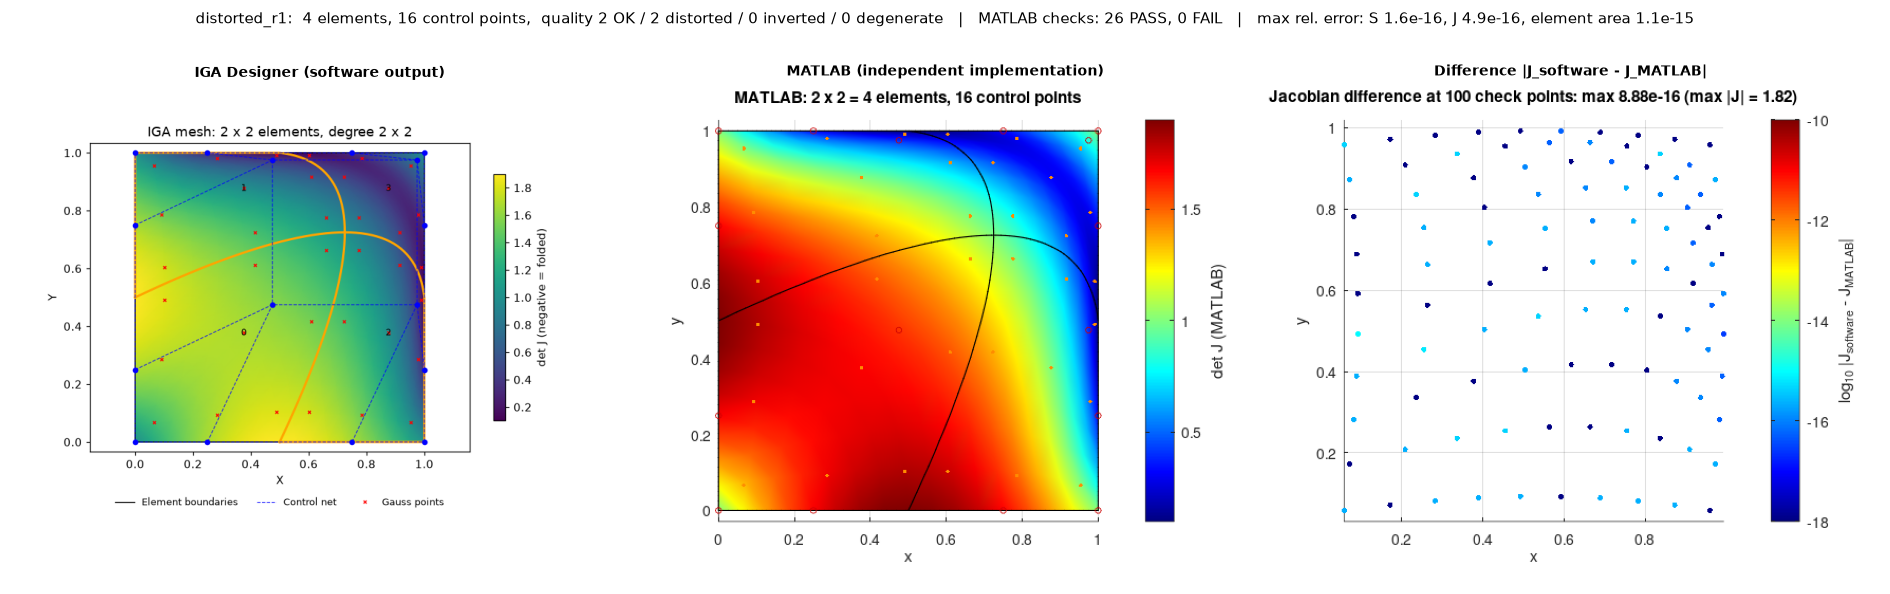 distorted_r1:  4 elements, 16 control points,  quality 2 OK / 2 distorted / 0 inverted / 0 degenerate   |   MATLAB checks: 26 PASS, 0 FAIL   |   max rel. error: S 1.6e-16, J 4.9e-16, element area 1.1e-15
IGA Designer (software output)
IGA mesh: 2 x 2 elements, degree 2 x 2
1.0
0.8
0.6
0.4
0.2
0.0
Y
1
3
0
2
0.0 0.2 0.4 0.6 0.8 1.0
X
1.8
1.6
1.4
1.2
1.0
0.8
0.6
0.4
0.2
det J (negative = folded)
Element boundaries Control net Gauss points
MATLAB (independent implementation)
MATLAB: 2 x 2 = 4 elements, 16 control points
1
0.8
0.6
0.4
0.2
0
y
0 0.2 0.4 0.6 0.8 1
x
1.5
1
0.5
det J (MATLAB)
Difference |J_software - J_MATLAB|
Jacobian difference at 100 check points: max 8.88e-16 (max |J| = 1.82)
1
0.8
0.6
0.4
0.2
y
0.2 0.4 0.6 0.8
x
-10
-12
-14
-16
-18
log10 |Jsoftware - JMATLAB|